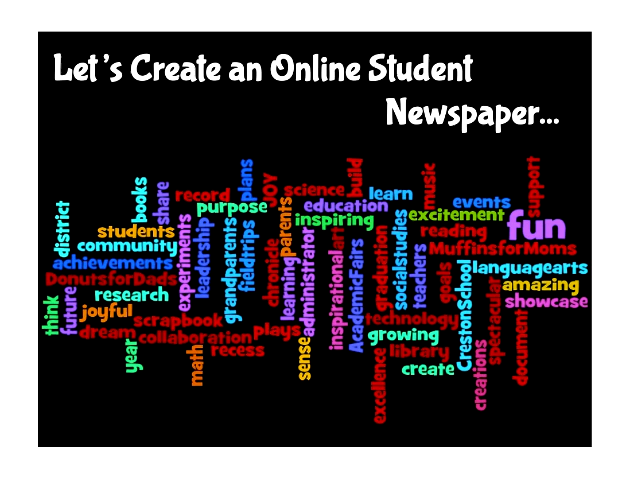 Let's Create an Online Student
Newspaper...
district
books
share
record
plans
JOY
science
build
learn
music
events
support
purpose
education
inspiring
excitement
fun
students
community
experiments
leadership
grandparents
fieldtrips
parents
art
socialstudies
reading
MuffinsforMoms
achievements
DonutsforDads
research
chronicle
learning
administrator
inspirational
AcademicFairs
graduation
teachers
goals
CrestonSchool
languagearts
amazing
showcase
think
future
joyful
dream
scrapbook
collaboration
plays
technology
growing
library
create
spectacular
document
year
math
recess
sense
excellence
creations